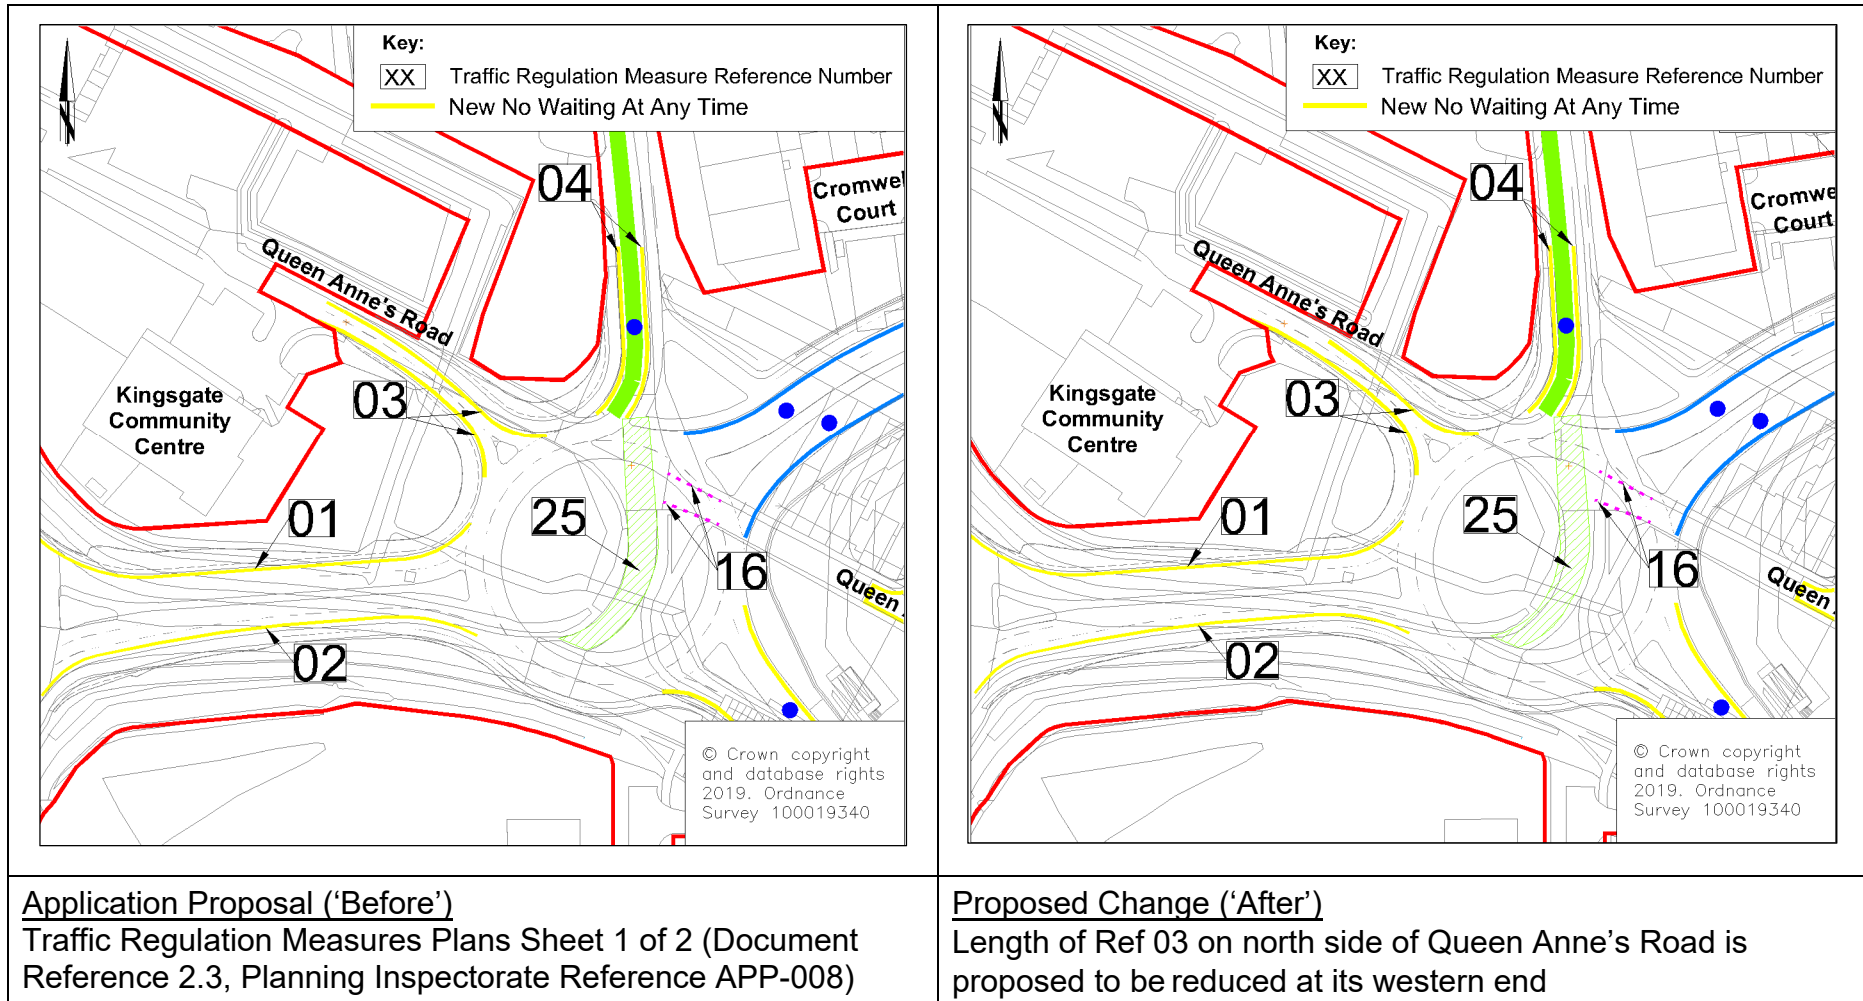 Key:
XX Traffic Regulation Measure Reference Number
New No Waiting At Any Time
N
04
Cromwel
Court
Queen Anne's Road
03
Kingsgate
Community
Centre
01
25
16
Queen
02
© Crown copyright
and database rights
2019. Ordnance
Survey 100019340
Application Proposal (‘Before’)
Traffic Regulation Measures Plans Sheet 1 of 2 (Document
Reference 2.3, Planning Inspectorate Reference APP-008)
Key:
XX Traffic Regulation Measure Reference Number
New No Waiting At Any Time
N
04
Cromwe
Court
Queen Anne's Road
03
Kingsgate
Community
Centre
01
25
16
Queen
02
© Crown copyright
and database rights
2019. Ordnance
Survey 100019340
Proposed Change (‘After’)
Length of Ref 03 on north side of Queen Anne’s Road is
proposed to be reduced at its western end